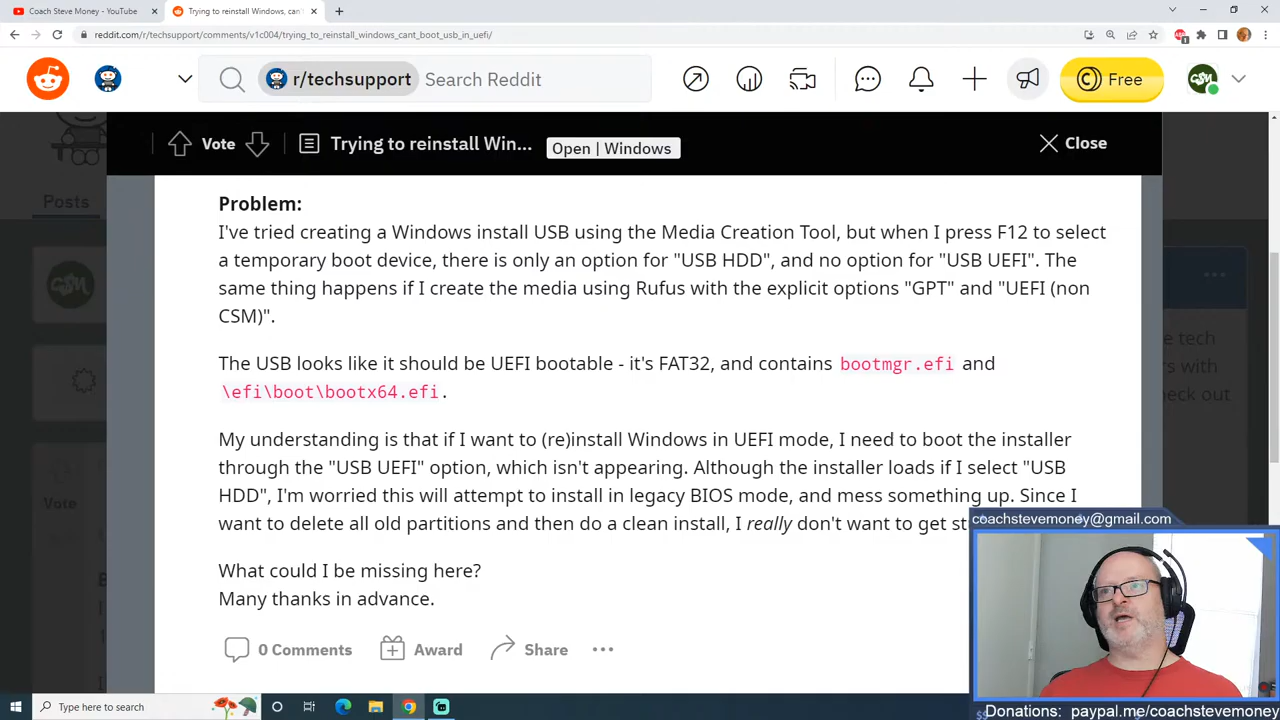 Coach Steve Money - YouTube
Trying to reinstall Windows, can'
reddit.com/r/techsupport/comments/v1c004/trying_to_reinstall_windows_cant_boot_usb_in_uefi/
r/techsupport Search Reddit
Free
Vote
Trying to reinstall Win...
Open | Windows
Close
Posts
Problem:
I've tried creating a Windows install USB using the Media Creation Tool, but when I press F12 to select
a temporary boot device, there is only an option for "USB HDD", and no option for "USB UEFI". The
same thing happens if I create the media using Rufus with the explicit options "GPT" and "UEFI (non
CSM)".
The USB looks like it should be UEFI bootable - it's FAT32, and contains bootmgr.efi and
\efi\boot\bootx64.efi.
My understanding is that if I want to (re)install Windows in UEFI mode, I need to boot the installer
through the "USB UEFI" option, which isn't appearing. Although the installer loads if I select "USB
HDD", I'm worried this will attempt to install in legacy BIOS mode, and mess something up. Since I
want to delete all old partitions and then do a clean install, I really don't want to get st
What could I be missing here?
Many thanks in advance.
0 Comments
Award
Share
Vote
e tech
rs with
heck out
coachstevemoney@gmail.com
Type here to search
Donations: paypal.me/coachstevemoney